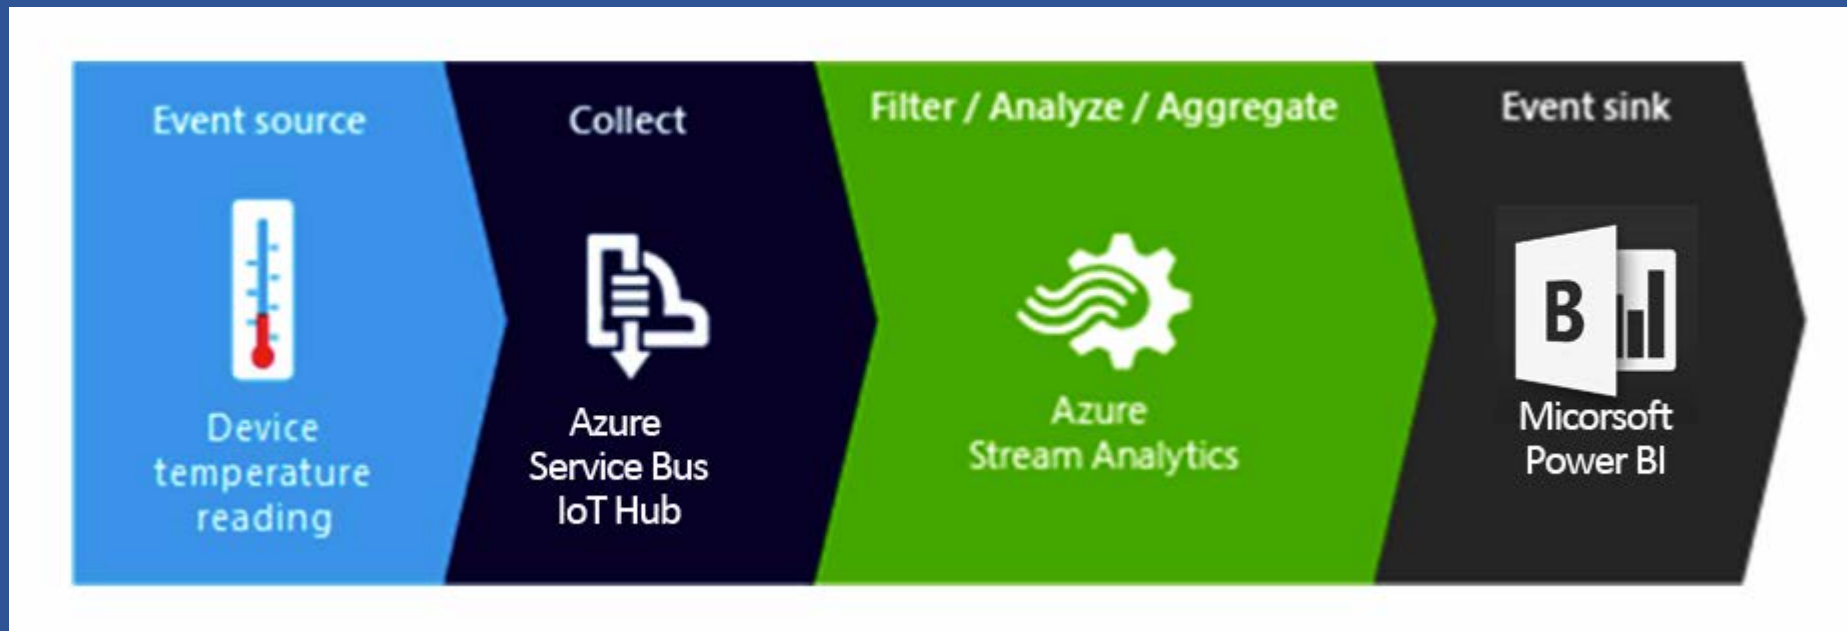 Event source
Device
temperature
reading
Collect
Azure
Service Bus
IoT Hub
Filter / Analyze / Aggregate
Azure
Stream Analytics
Event sink
B
Micorsoft
Power BI